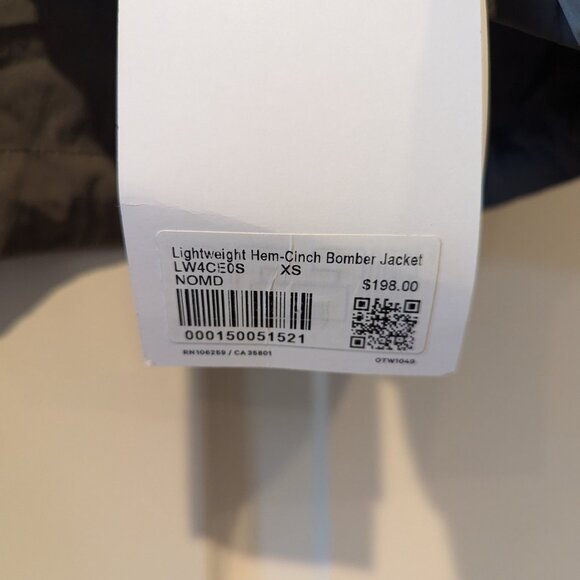 Lightweight Hem-Cinch Bomber Jacket
LW4CE0S XS
NOMD $198.00
000150051521
RN106259 / CA 35801 OTW1049